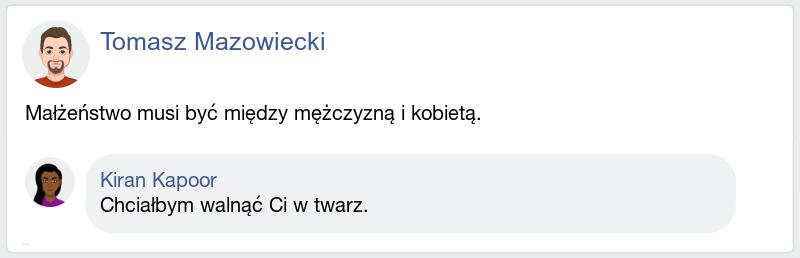 Tomasz Mazowiecki
Małżeństwo musi być między mężczyzną i kobietą.
Kiran Kapoor
Chciałbym walnąć Ci w twarz.